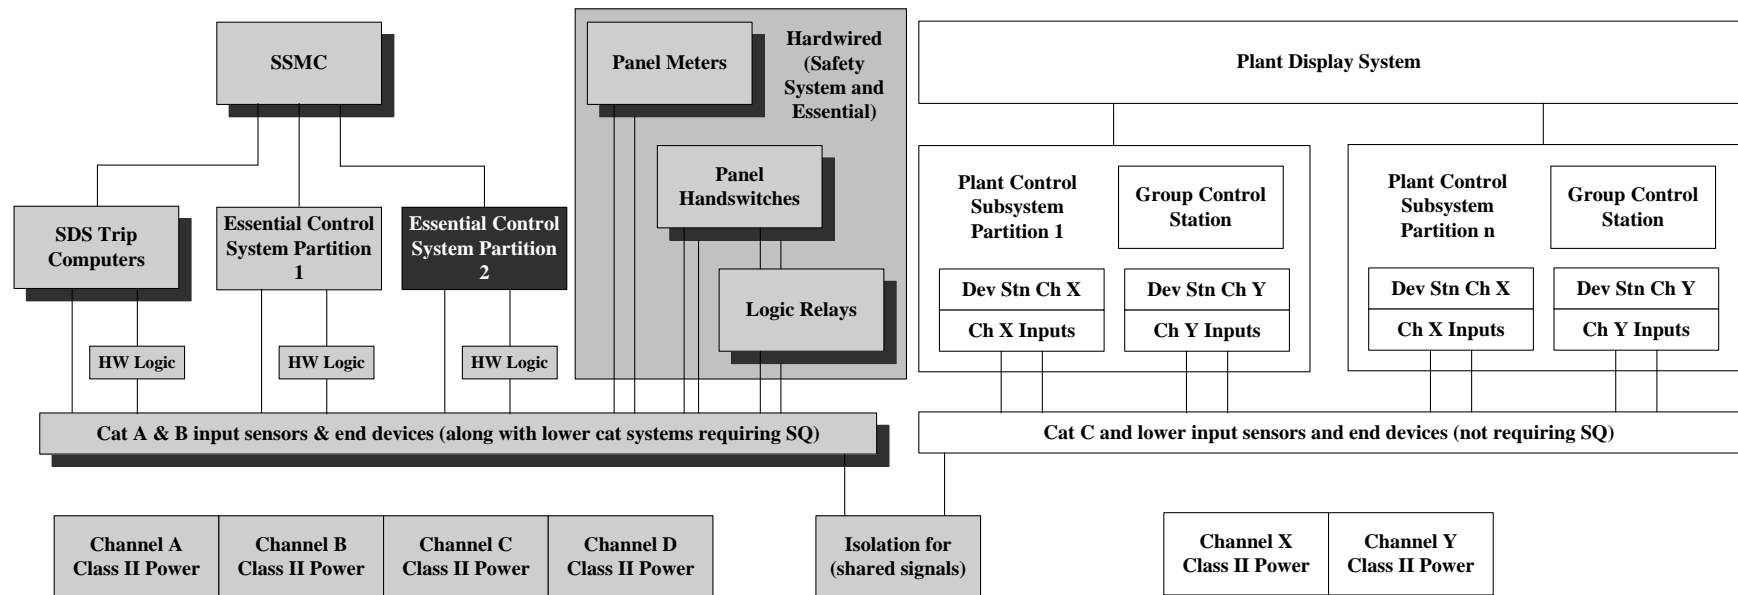 SSMC
Panel Meters
Hardwired
(Safety
System and
Essential)
Plant Display System
Panel
Handswitches
Plant Control
Subsystem
Partition 1
Group Control
Station
Plant Control
Subsystem
Partition n
Group Control
Station
SDS Trip
Computers
Essential Control
System Partition
1
Essential Control
System Partition
2
Logic Relays
Dev Stn Ch X
Ch X Inputs
Dev Stn Ch Y
Ch Y Inputs
Dev Stn Ch X
Ch X Inputs
Dev Stn Ch Y
Ch Y Inputs
HW Logic
HW Logic
HW Logic
Cat A & B input sensors & end devices (along with lower cat systems requiring SQ)
Cat C and lower input sensors and end devices (not requiring SQ)
Channel A
Class II Power
Channel B
Class II Power
Channel C
Class II Power
Channel D
Class II Power
Isolation for
(shared signals)
Channel X
Class II Power
Channel Y
Class II Power